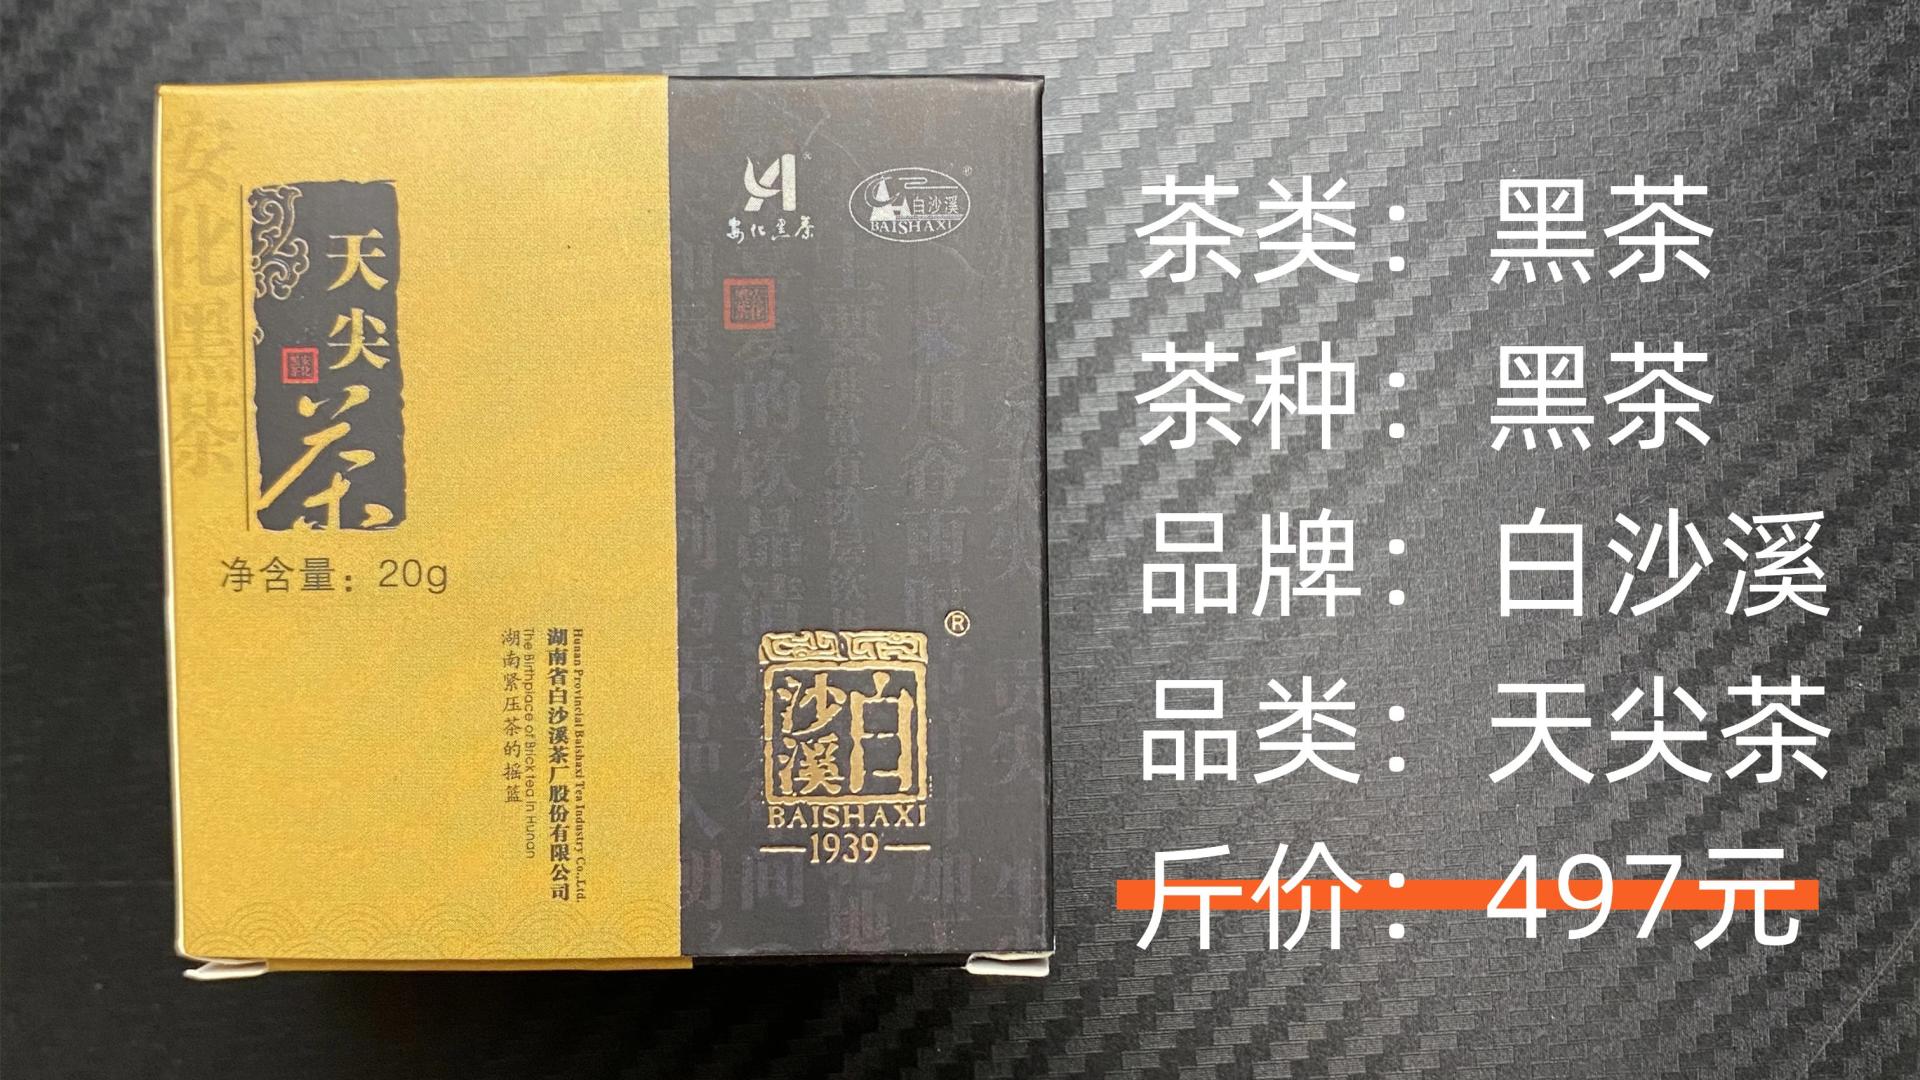 安化黑茶
天尖
茶
安化
黑茶
净含量：20g
Hunan Provincial Baishaxi Tea Industry Co.,Ltd.
湖南省白沙溪茶厂股份有限公司
The Birthplace of Brick tea in Hunan
湖南紧压茶的摇篮
安化黑茶
白沙溪
BAISHAXI
®
白沙溪
BAISHAXI
1939
茶类：黑茶
茶种：黑茶
品牌：白沙溪
品类：天尖茶
斤价：497元